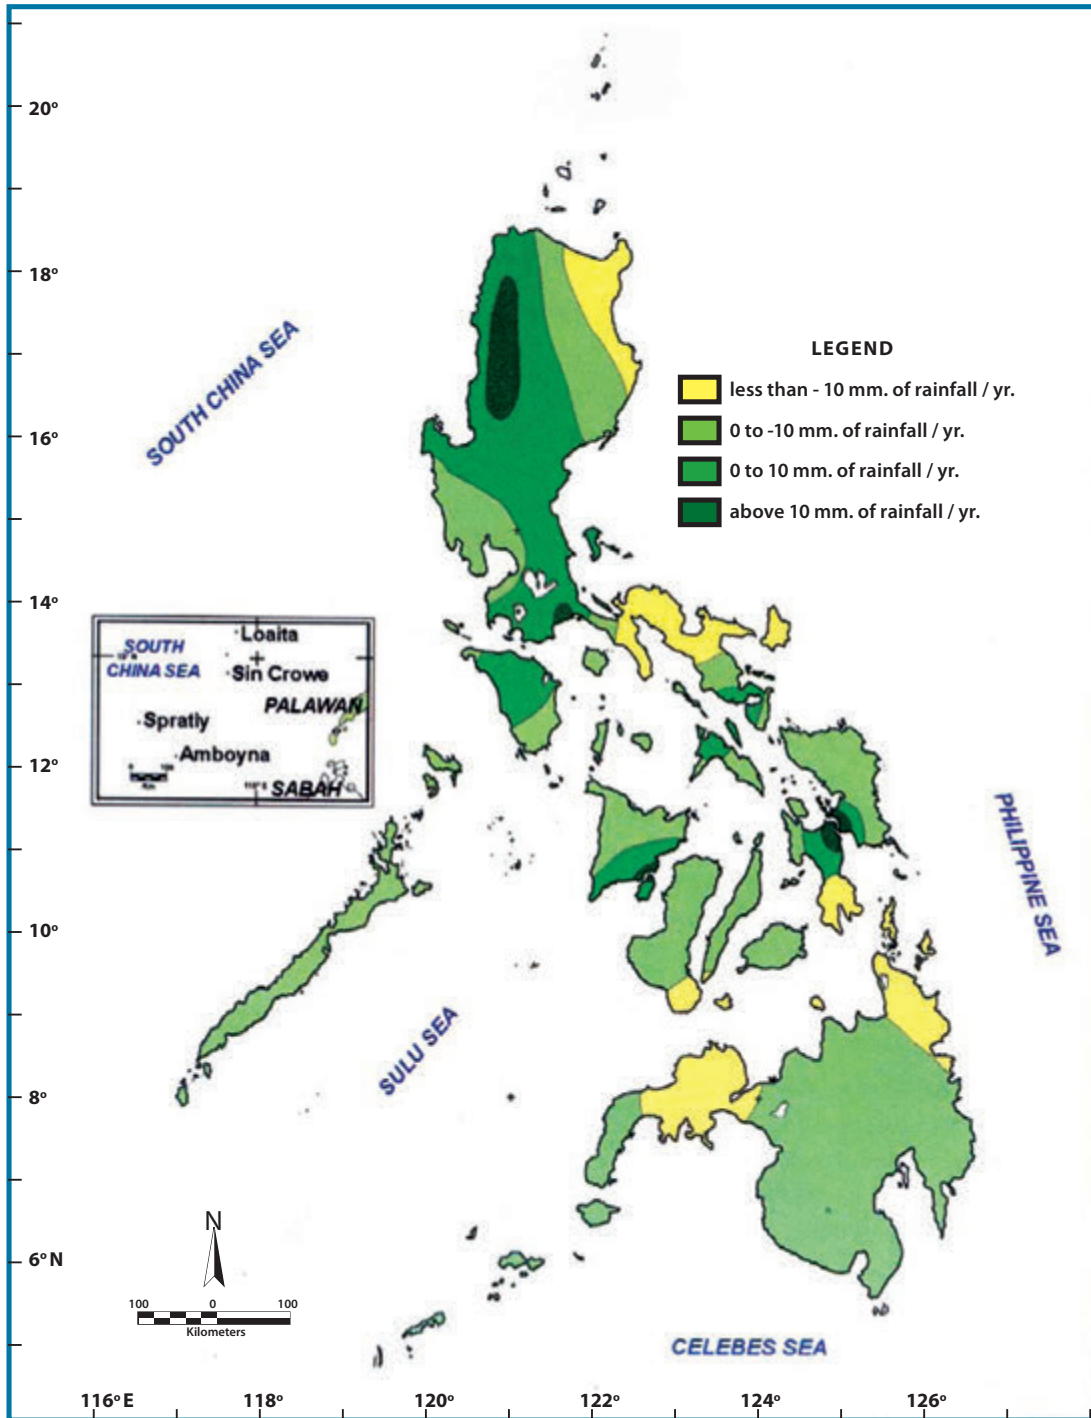 20°
18°
16°
14°
12°
10°
8°
6° N
116° E
118°
120°
122°
124°
126°
SOUTH CHINA SEA
LEGEND
less than - 10 mm. of rainfall / yr.
0 to -10 mm. of rainfall / yr.
0 to 10 mm. of rainfall / yr.
above 10 mm. of rainfall / yr.
Loaita
SOUTH
CHINA SEA
Sin Crowe
PALAWAN
Spratly
Amboyna
SABAH
PHILIPPINE SEA
SULU SEA
N
100 0 100
Kilometers
CELEBES SEA